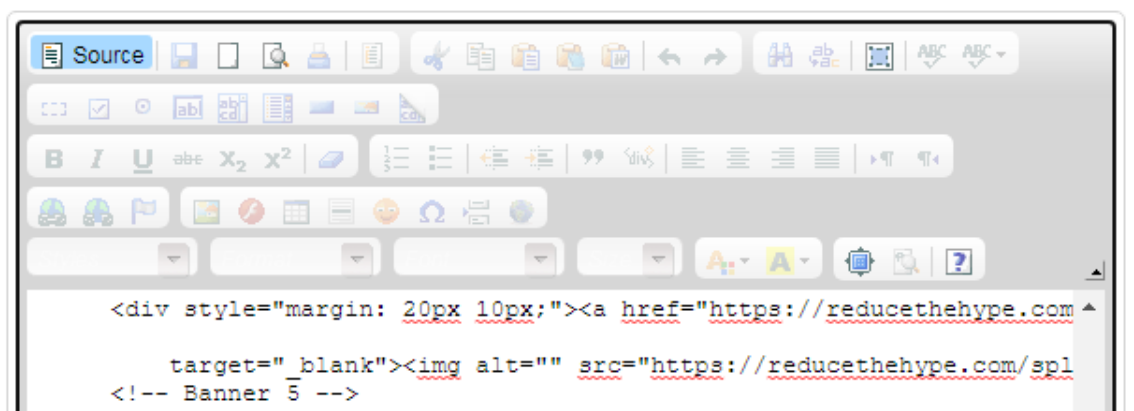 Source
<div style="margin: 20px 10px;"><a href="https://reducethehype.com
target="_blank"><img alt="" src="https://reducethehype.com/spl
<!-- Banner 5 -->